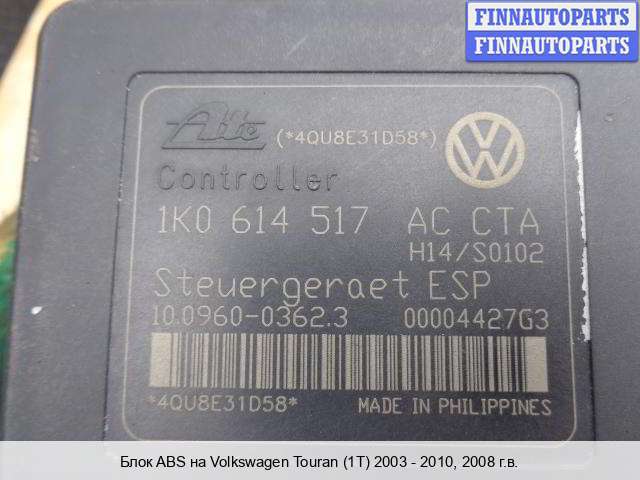 FINNAUTOPARTS
FINNAUTOPARTS
Ate (*4QU8E31D58*)
Controller
1K0 614 517 AC CTA
H14/S0102
Steuergeraet ESP
10.0960-0362.3 00004427G3
*4QU8E31D58* MADE IN PHILIPPINES
Блок ABS на Volkswagen Touran (1T) 2003 - 2010, 2008 г.в.